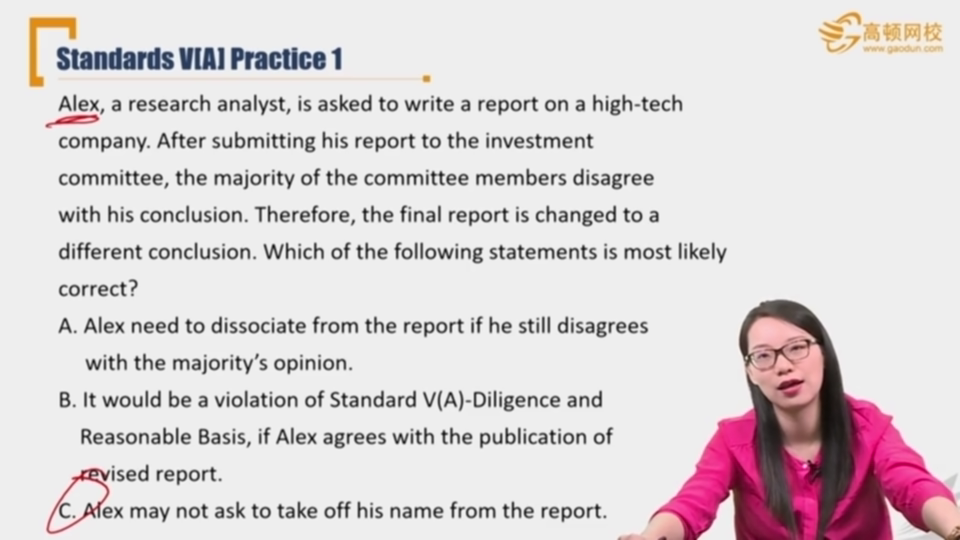 高顿网校
www.gaodun.com
Standards V[A] Practice 1
Alex, a research analyst, is asked to write a report on a high-tech
company. After submitting his report to the investment
committee, the majority of the committee members disagree
with his conclusion. Therefore, the final report is changed to a
different conclusion. Which of the following statements is most likely
correct?
A. Alex need to dissociate from the report if he still disagrees
with the majority’s opinion.
B. It would be a violation of Standard V(A)-Diligence and
Reasonable Basis, if Alex agrees with the publication of
revised report.
C. Alex may not ask to take off his name from the report.